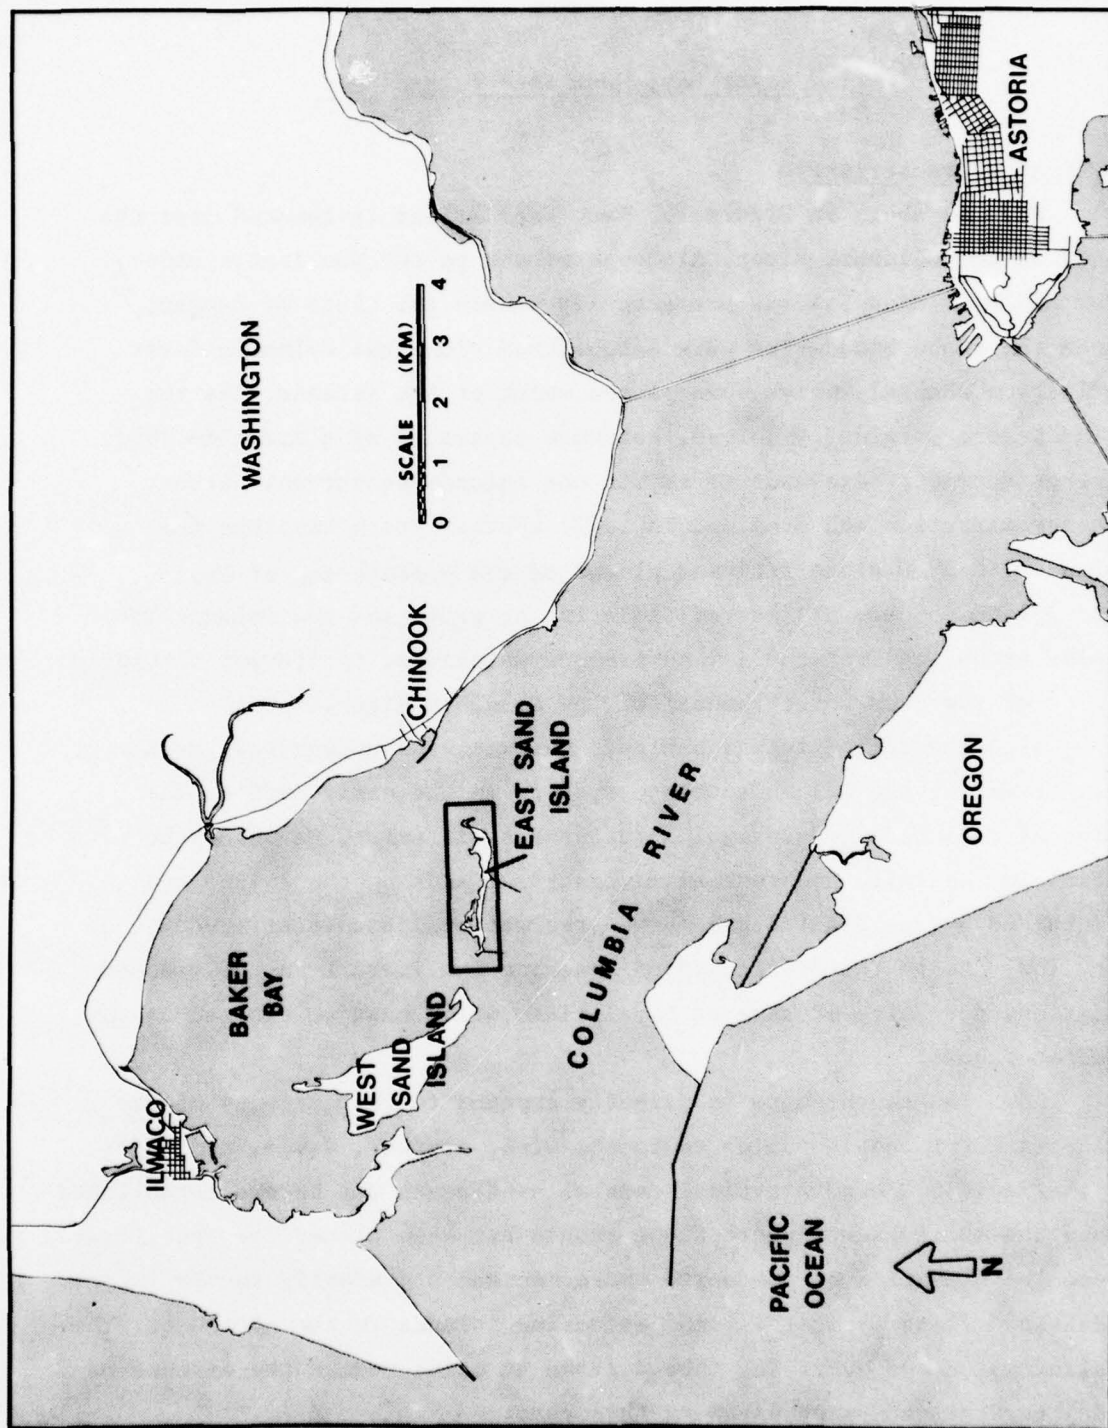 WASHINGTON
SCALE (KM)
0 1 2 3 4
ILWACO
BAKER
BAY
CHINOOK
WEST
SAND
ISLAND
EAST SAND
ISLAND
COLUMBIA RIVER
ASTORIA
PACIFIC
OCEAN
OREGON
N